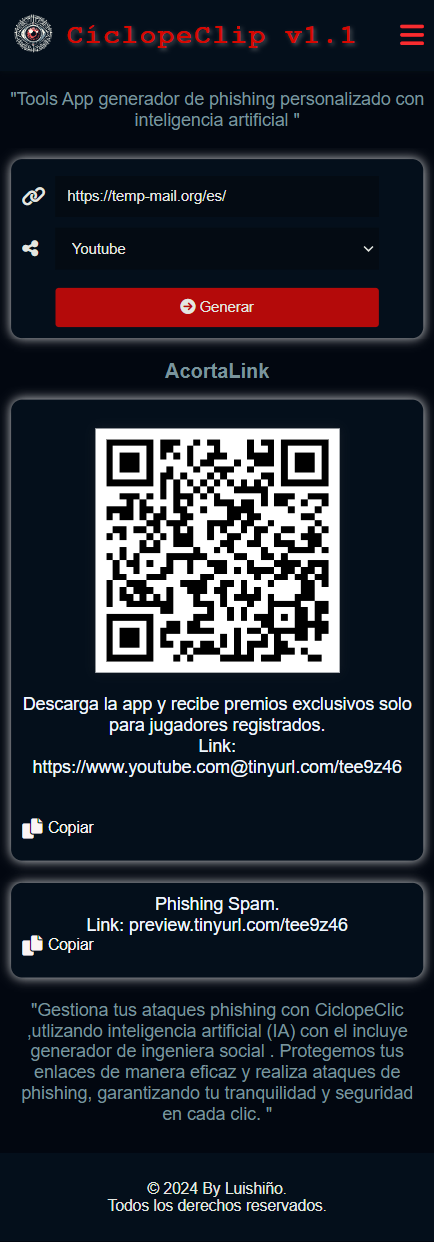 CíclopeClip v1.1
"Tools App generador de phishing personalizado con
inteligencia artificial "
https://temp-mail.org/es/
Youtube
Generar
AcortaLink
Descarga la app y recibe premios exclusivos solo
para jugadores registrados.
Link:
https://www.youtube.com@tinyurl.com/tee9z46
Copiar
Phishing Spam.
Link: preview.tinyurl.com/tee9z46
Copiar
"Gestiona tus ataques phishing con CiclopeClic
,utlizando inteligencia artificial (IA) con el incluye
generador de ingeniera social . Protegemos tus
enlaces de manera eficaz y realiza ataques de
phishing, garantizando tu tranquilidad y seguridad
en cada clic. "
© 2024 By Luishiño.
Todos los derechos reservados.